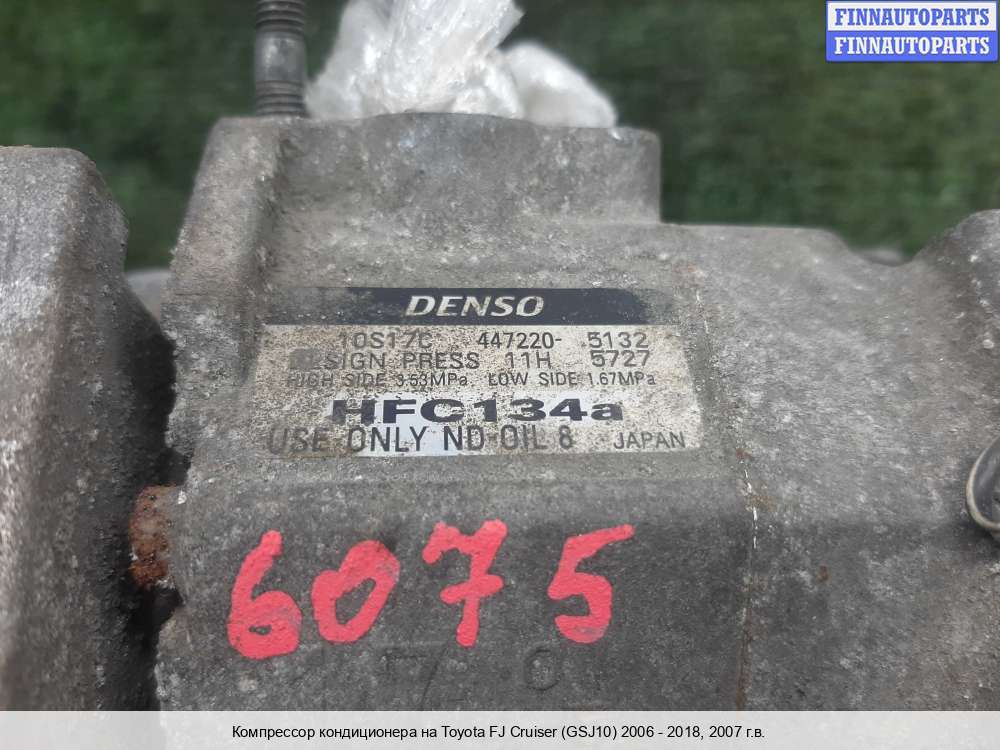 FINNAUTOPARTS
FINNAUTOPARTS
DENSO
10S17C 447220- 5132
DESIGN PRESS 11H 5727
HIGH SIDE 3.53MPa LOW SIDE 1.67MPa
HFC134a
USE ONLY ND-OIL 8 JAPAN
6075
Компрессор кондиционера на Toyota FJ Cruiser (GSJ10) 2006 - 2018, 2007 г.в.